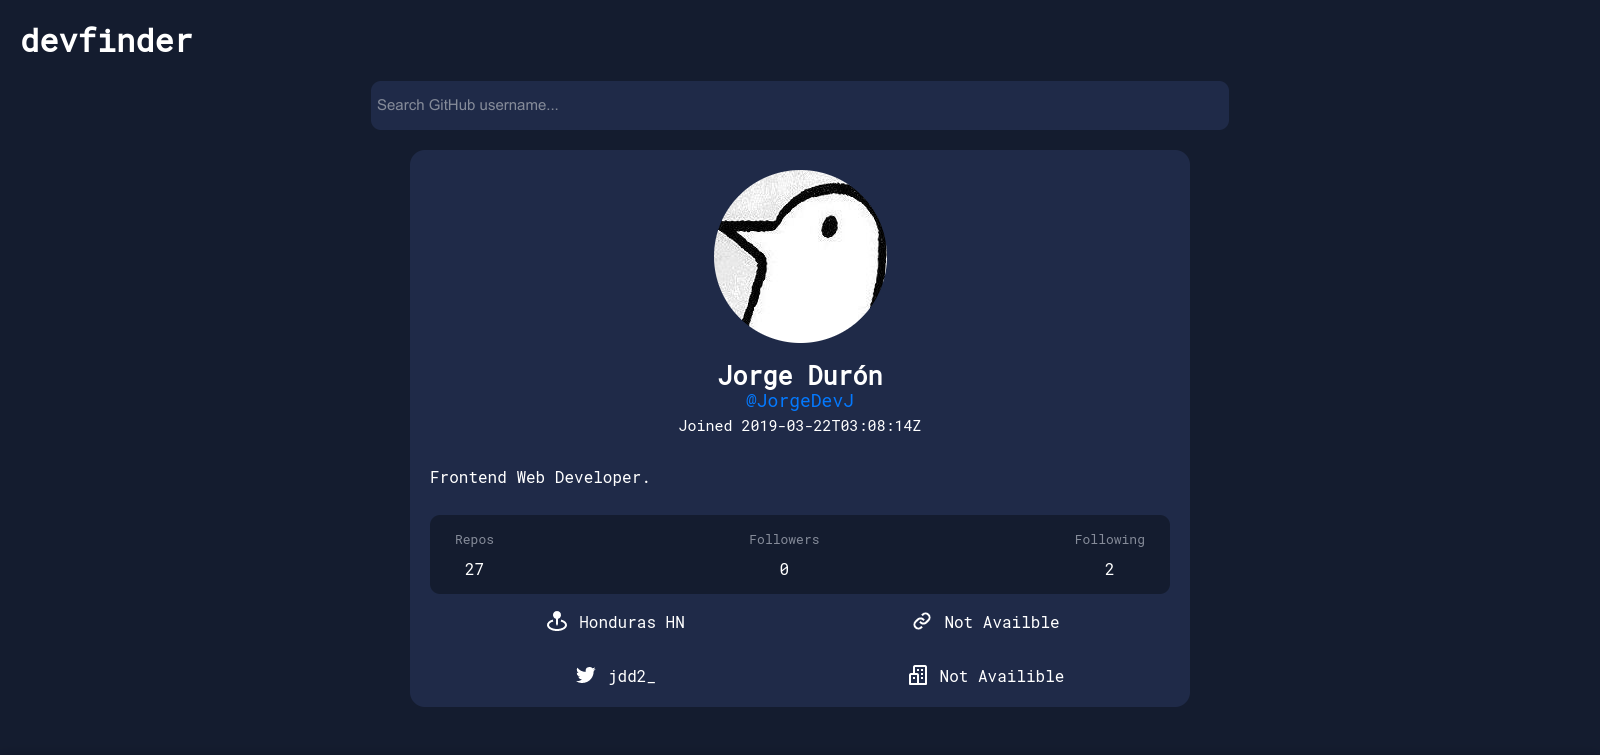 devfinder
Search GitHub username...
Jorge Durón
@JorgeDevJ
Joined 2019-03-22T03:08:14Z
Frontend Web Developer.
Repos Followers Following
27 0 2
Honduras HN Not Availble
jdd2_ Not Availible